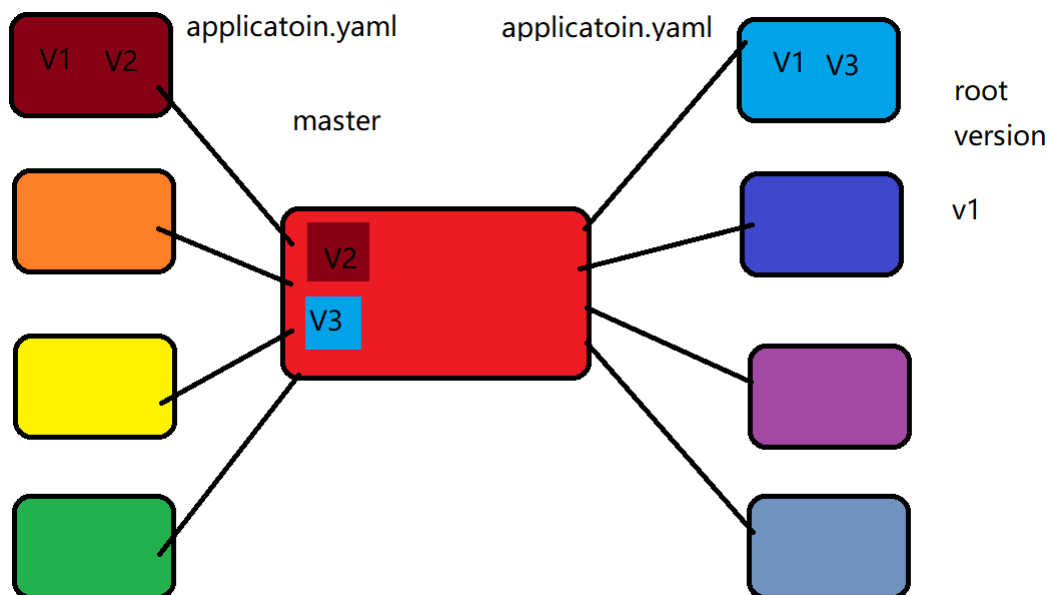 applicatoin.yaml
applicatoin.yaml
V1 V2
V1 V3
root
version
master
v1
V2
V3